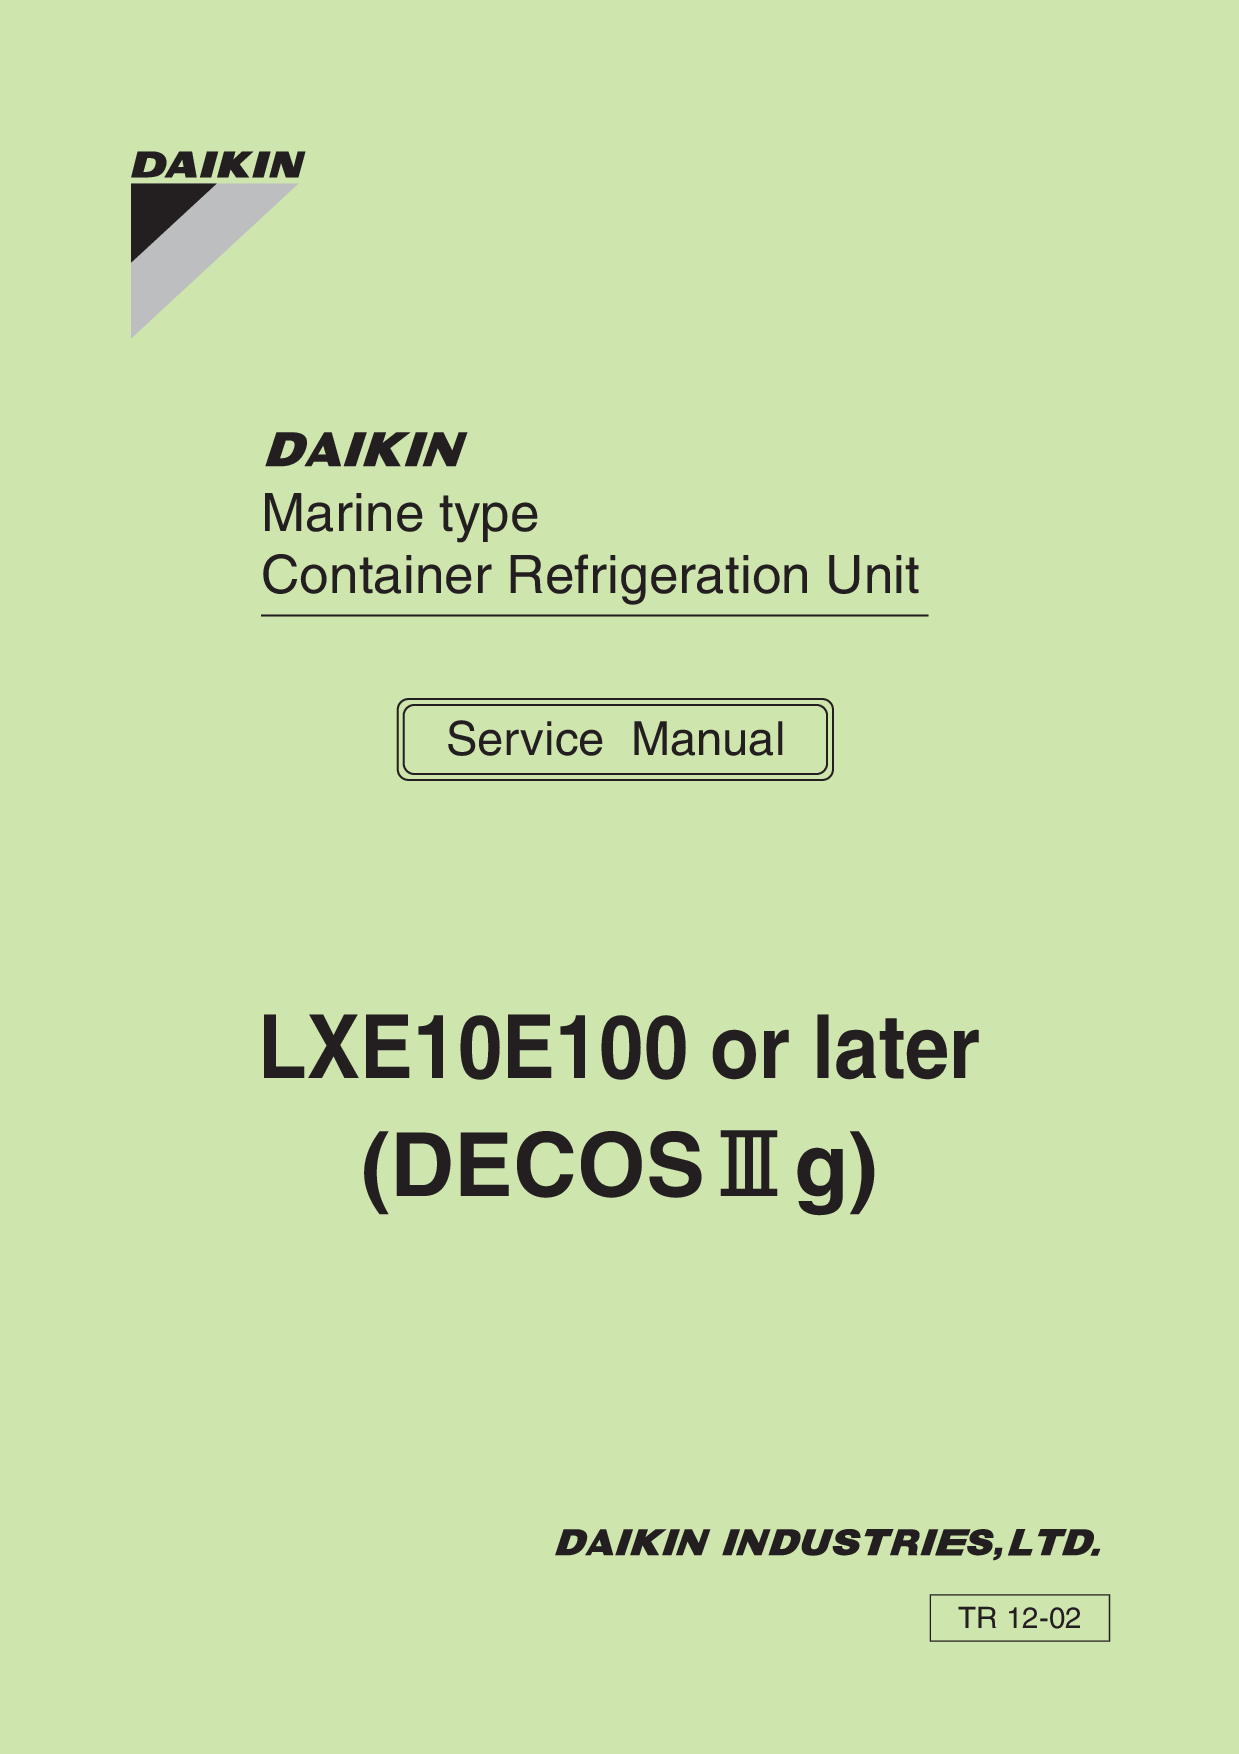 DAIKIN
DAIKIN
Marine type
Container Refrigeration Unit
Service Manual
LXE10E100 or later
(DECOSⅢg)
DAIKIN INDUSTRIES,LTD.
TR 12-02